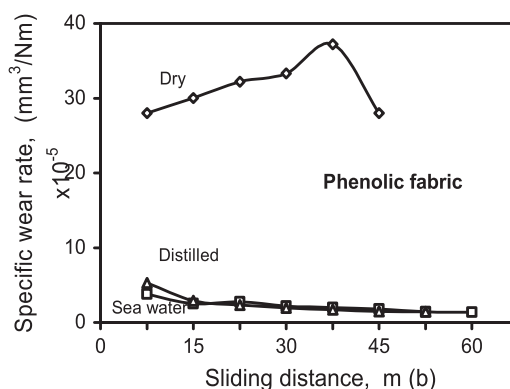 Specific wear rate, (mm³/Nm)
x10⁻⁵
40
30
20
10
0
Dry
Phenolic fabric
Distilled
Sea water
0 15 30 45 60
Sliding distance, m (b)